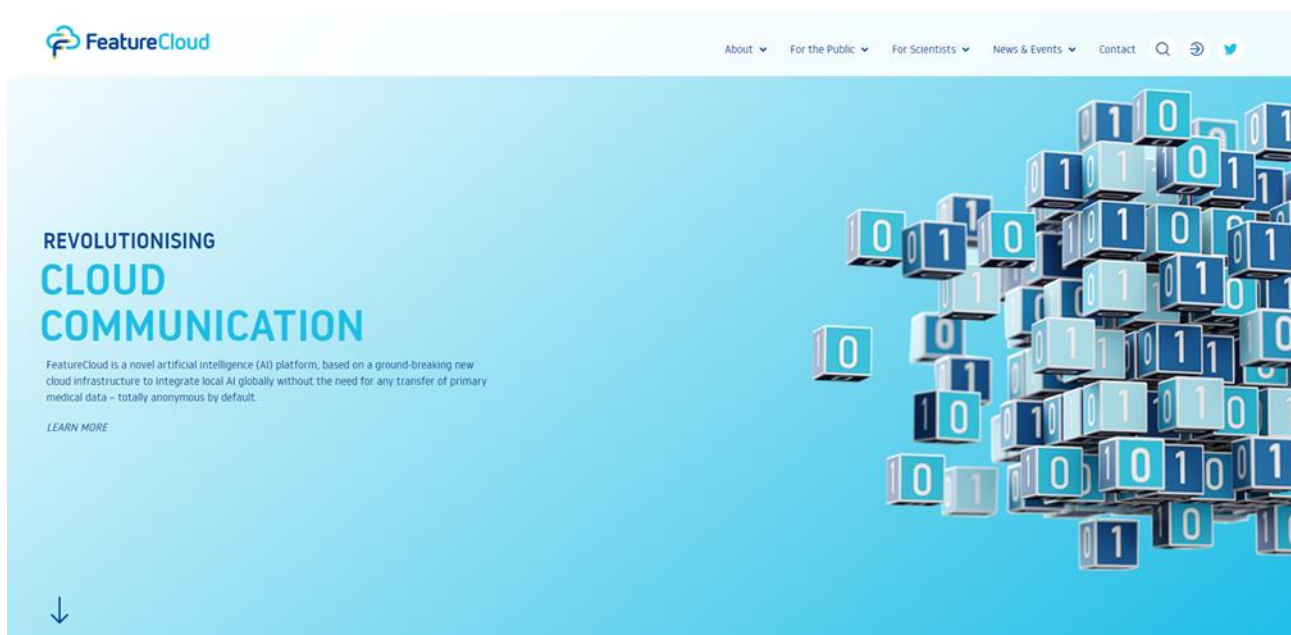 FeatureCloud
About For the Public For Scientists News & Events Contact
REVOLUTIONISING
CLOUD
COMMUNICATION
FeatureCloud is a novel artificial intelligence (AI) platform, based on a ground-breaking new
cloud infrastructure to integrate local AI globally without the need for any transfer of primary
medical data – totally anonymous by default.
LEARN MORE